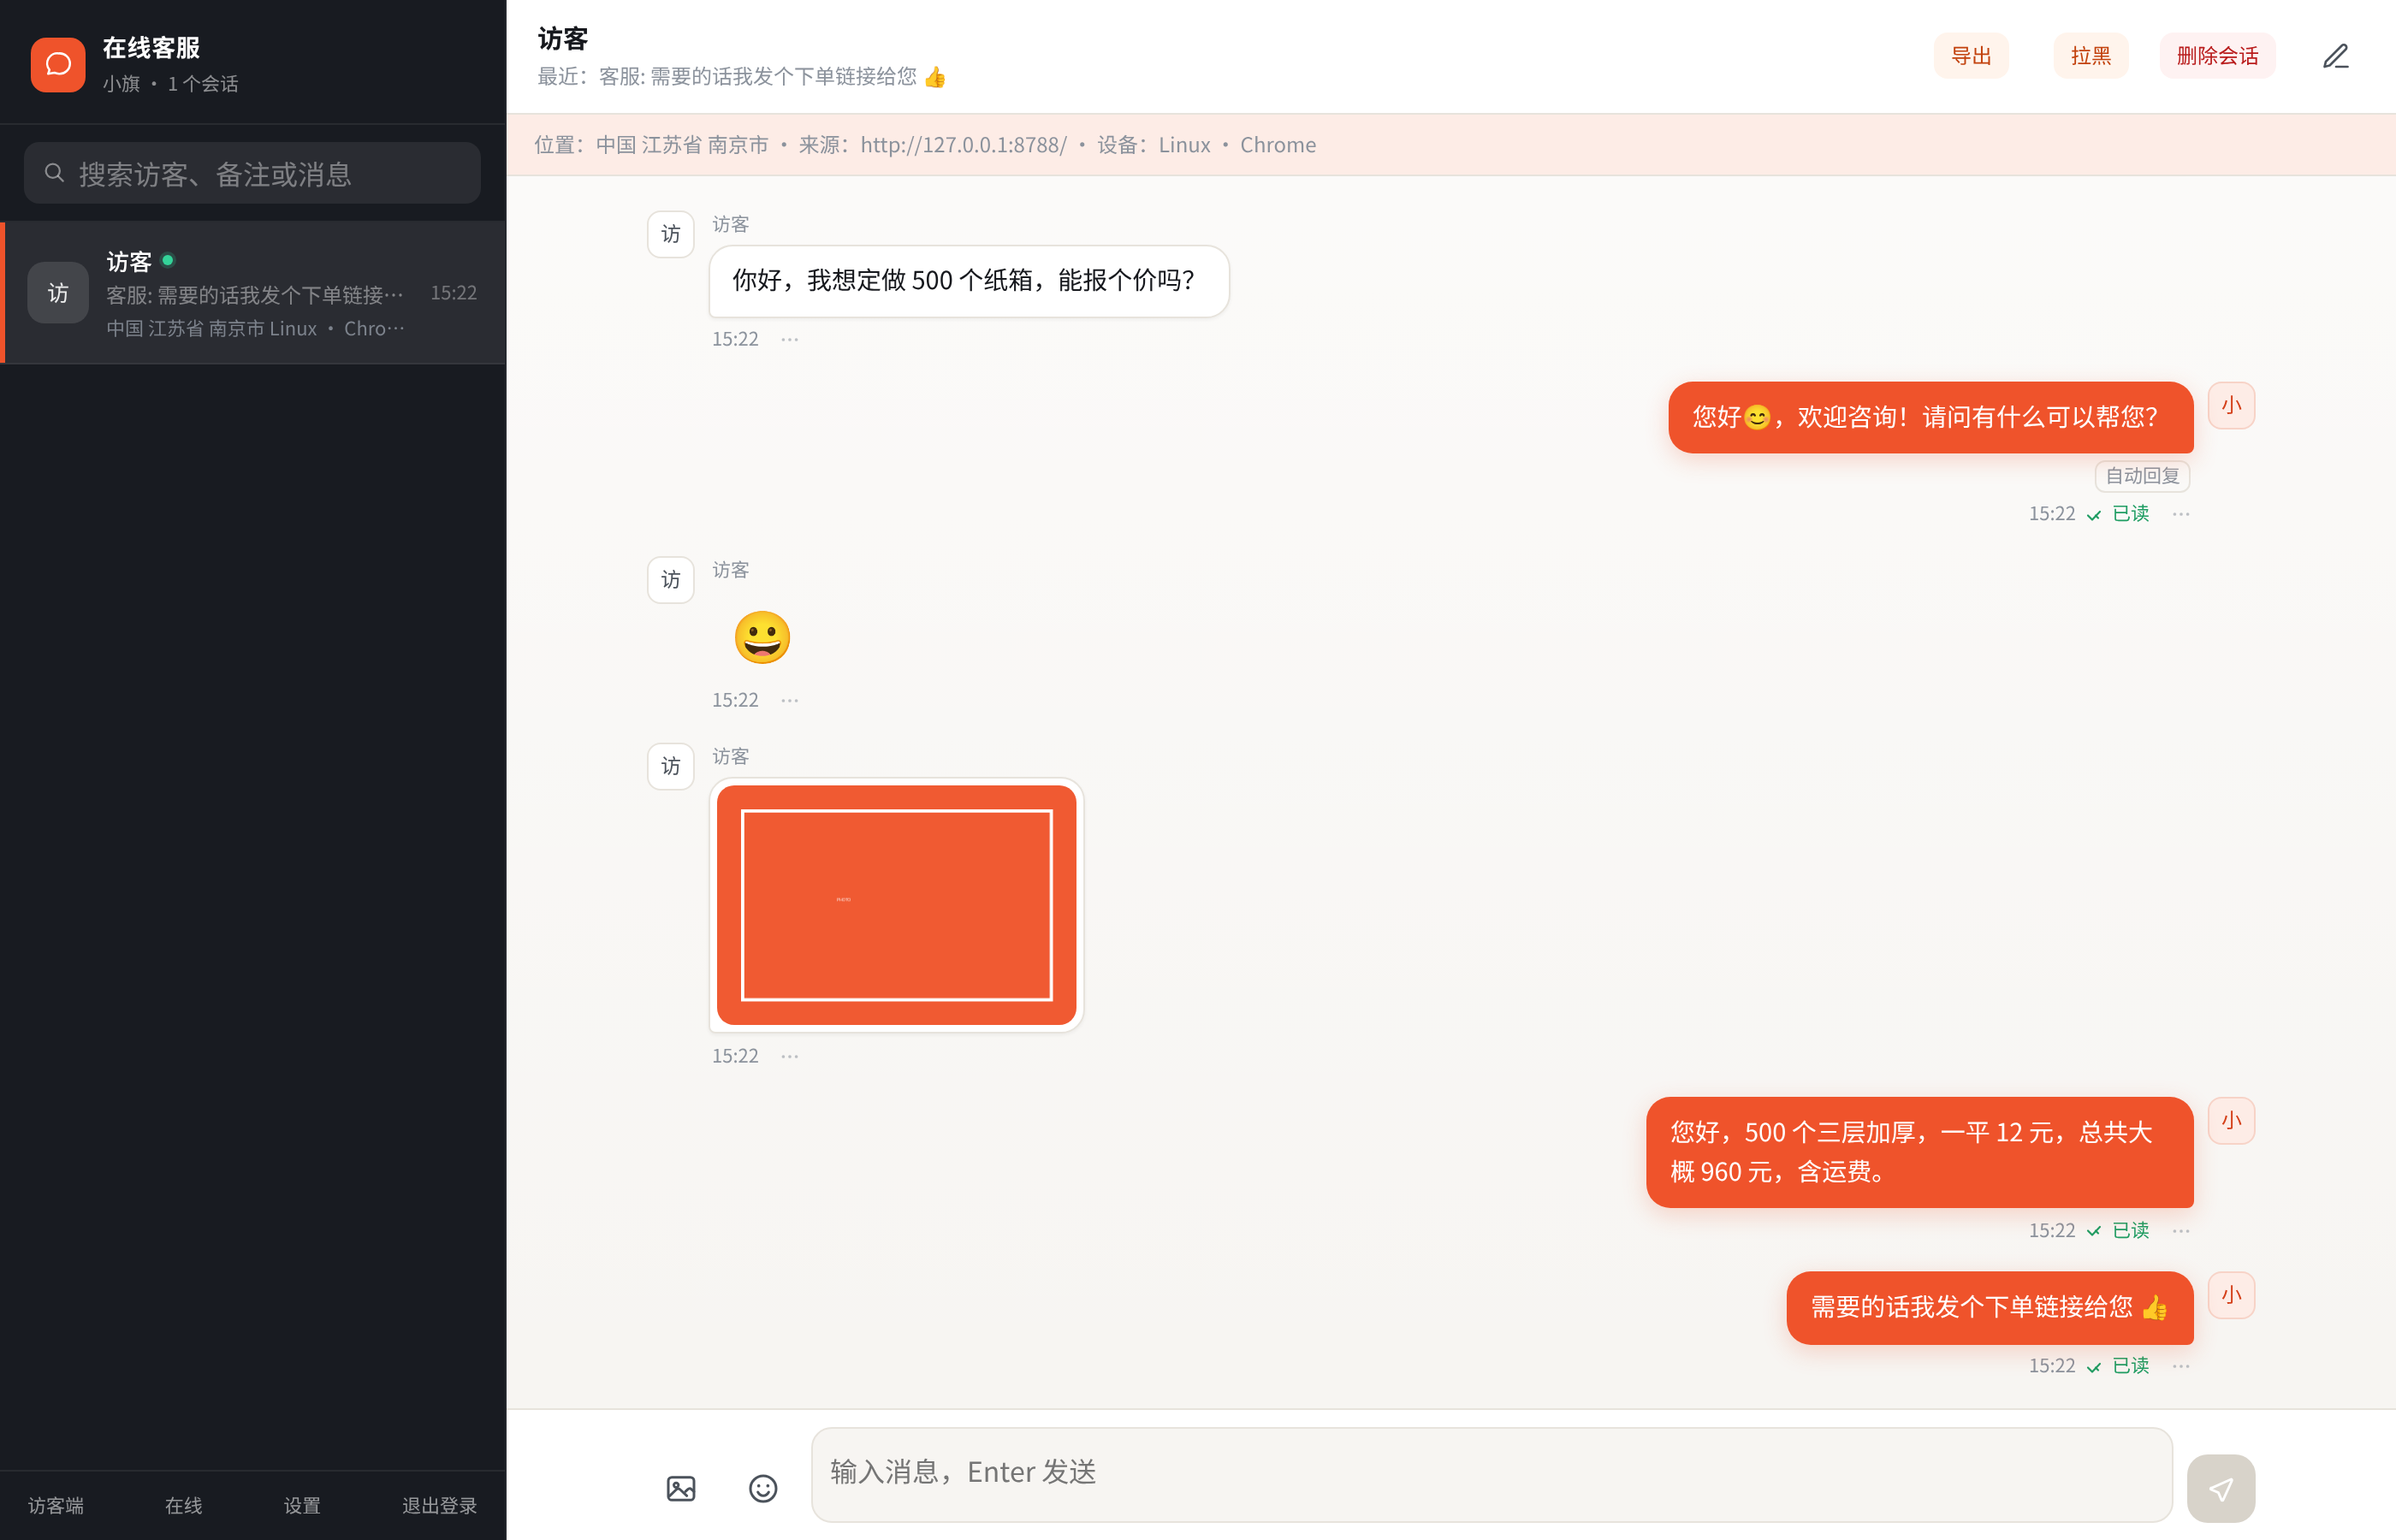 在线客服
小旗 · 1 个会话
搜索访客、备注或消息
访
访客
客服: 需要的话我发个下单链接…
15:22
中国 江苏省 南京市 Linux · Chro…
访客端
在线
设置
退出登录
访客
最近：客服: 需要的话我发个下单链接给您 👍
导出
拉黑
删除会话
位置：中国 江苏省 南京市 · 来源：http://127.0.0.1:8788/ · 设备：Linux · Chrome
访
访客
你好，我想定做 500 个纸箱，能报个价吗？
15:22 ···
您好😊，欢迎咨询！请问有什么可以帮您？
小
自动回复
15:22 ✓ 已读 ···
访
访客
😀
15:22 ···
访
访客
15:22 ···
您好，500 个三层加厚，一平 12 元，总共大
概 960 元，含运费。
小
15:22 ✓ 已读 ···
需要的话我发个下单链接给您 👍
小
15:22 ✓ 已读 ···
输入消息，Enter 发送